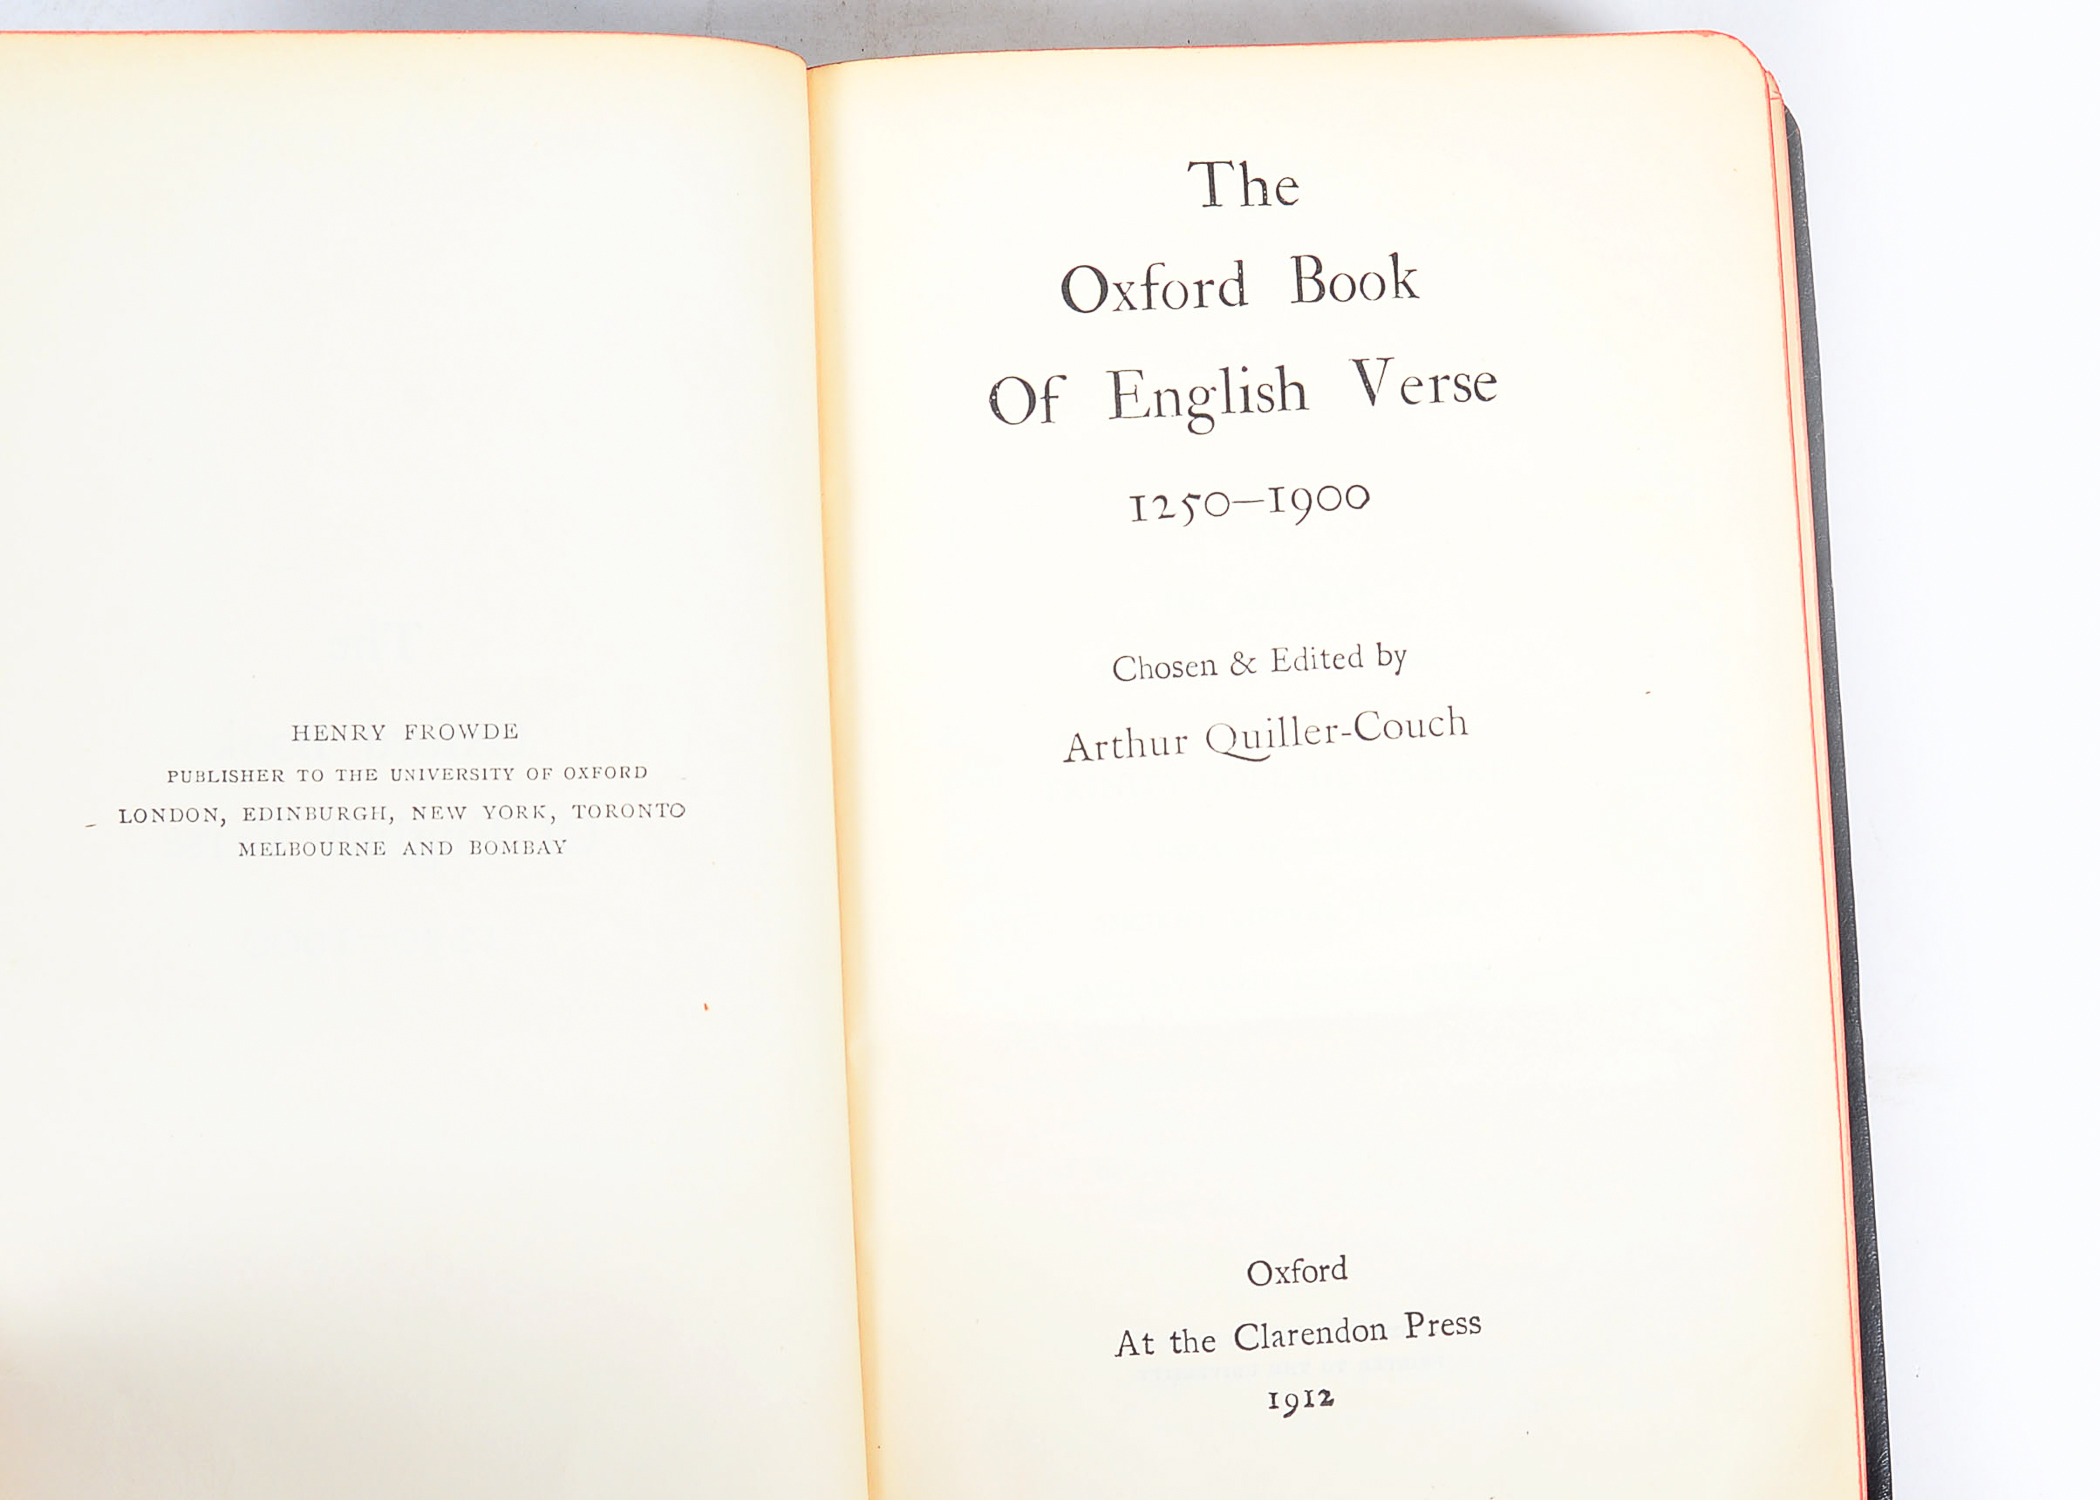 HENRY FROWDE
PUBLISHER TO THE UNIVERSITY OF OXFORD
LONDON, EDINBURGH, NEW YORK, TORONTO
MELBOURNE AND BOMBAY
The
Oxford Book
Of English Verse
1250—1900
Chosen & Edited by
Arthur Quiller-Couch
Oxford
At the Clarendon Press
1912